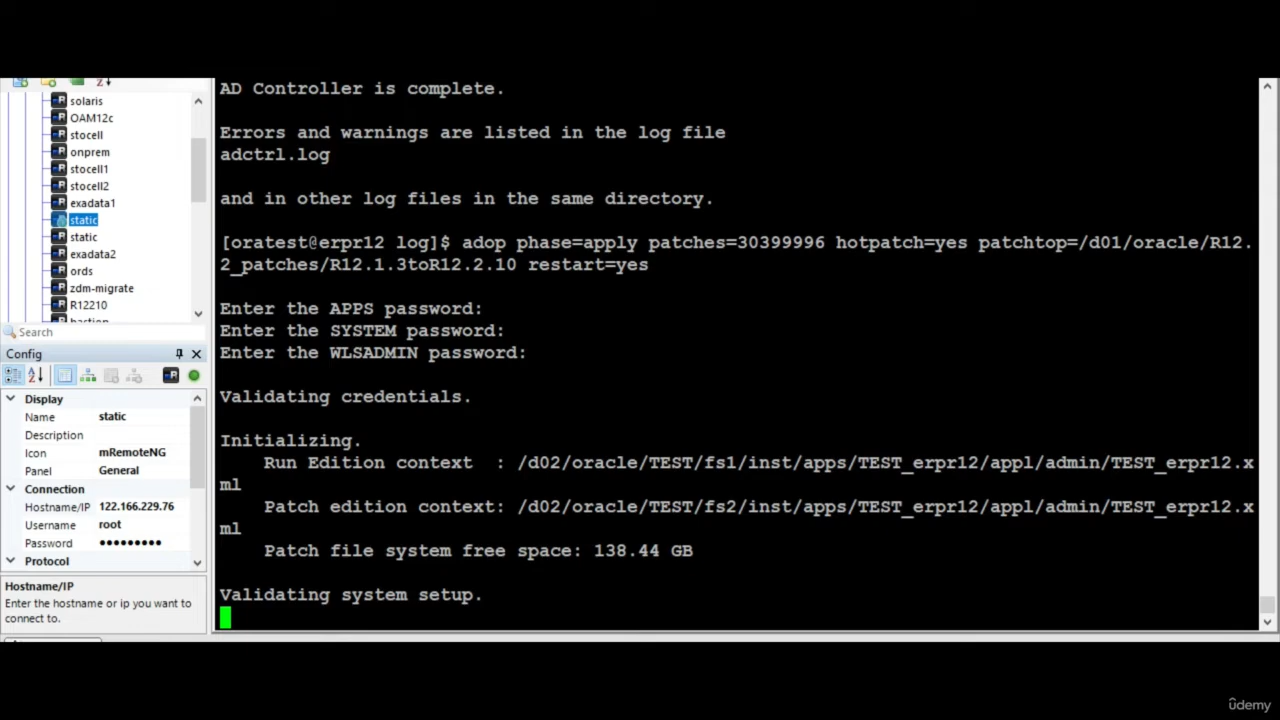 solaris
OAM12c
stocell
onprem
stocell1
stocell2
exadata1
static
static
exadata2
ords
zdm-migrate
R12210
Search
Config
Display
Name static
Description
Icon mRemoteNG
Panel General
Connection
Hostname/IP 122.166.229.76
Username root
Password ●●●●●●●●●
Protocol
Hostname/IP
Enter the hostname or ip you want to
connect to.
AD Controller is complete.
Errors and warnings are listed in the log file
adctrl.log
and in other log files in the same directory.
[oratest@erpr12 log]$ adop phase=apply patches=30399996 hotpatch=yes patchtop=/d01/oracle/R12.
2_patches/R12.1.3toR12.2.10 restart=yes
Enter the APPS password:
Enter the SYSTEM password:
Enter the WLSADMIN password:
Validating credentials.
Initializing.
Run Edition context  : /d02/oracle/TEST/fs1/inst/apps/TEST_erpr12/appl/admin/TEST_erpr12.x
ml
Patch edition context: /d02/oracle/TEST/fs2/inst/apps/TEST_erpr12/appl/admin/TEST_erpr12.x
ml
Patch file system free space: 138.44 GB
Validating system setup.
ûdemy